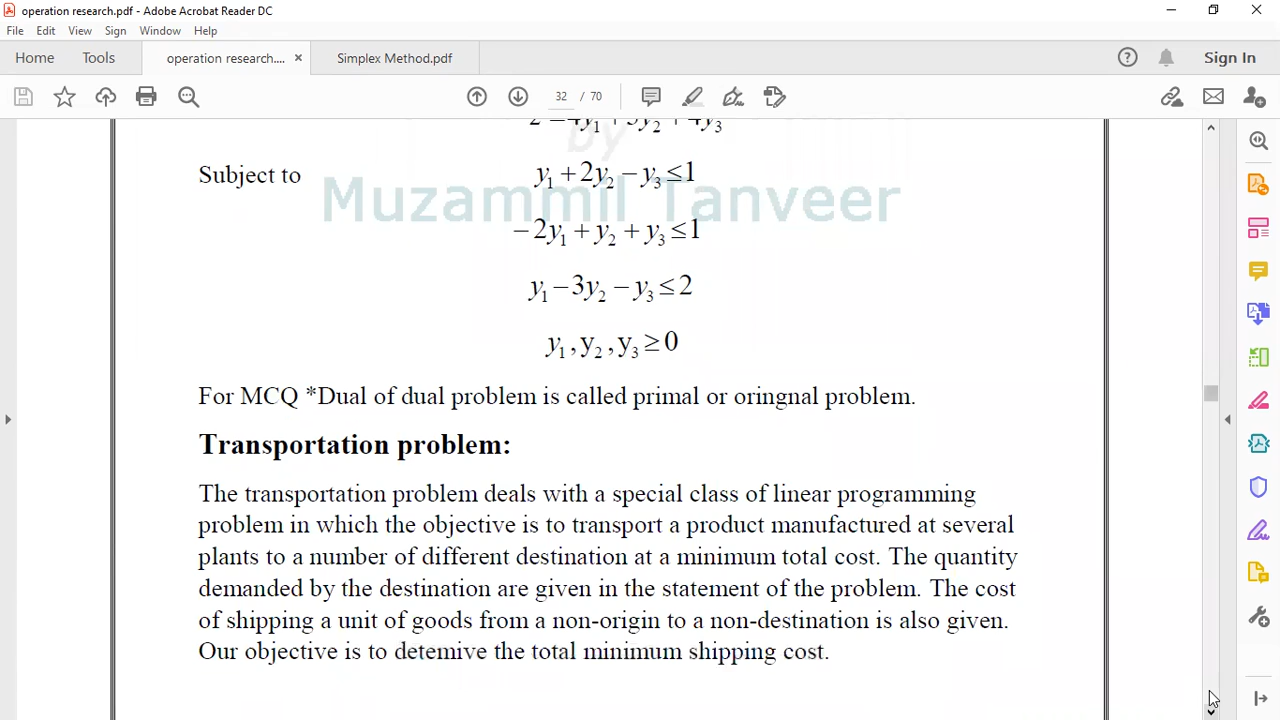 operation research.pdf - Adobe Acrobat Reader DC
File Edit View Sign Window Help
Home Tools operation research.... × Simplex Method.pdf Sign In
32 / 70
by
Subject to y₁ + 2y₂ − y₃ ≤ 1
Muzammil Tanveer
− 2y₁ + y₂ + y₃ ≤ 1
y₁ − 3y₂ − y₃ ≤ 2
y₁ , y₂ , y₃ ≥ 0
For MCQ *Dual of dual problem is called primal or oringnal problem.
Transportation problem:
The transportation problem deals with a special class of linear programming
problem in which the objective is to transport a product manufactured at several
plants to a number of different destination at a minimum total cost. The quantity
demanded by the destination are given in the statement of the problem. The cost
of shipping a unit of goods from a non-origin to a non-destination is also given.
Our objective is to detemive the total minimum shipping cost.